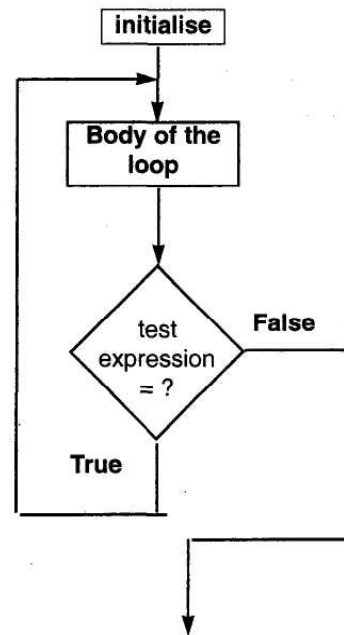 initialise
Body of the
loop
test
expression
= ?
False
True